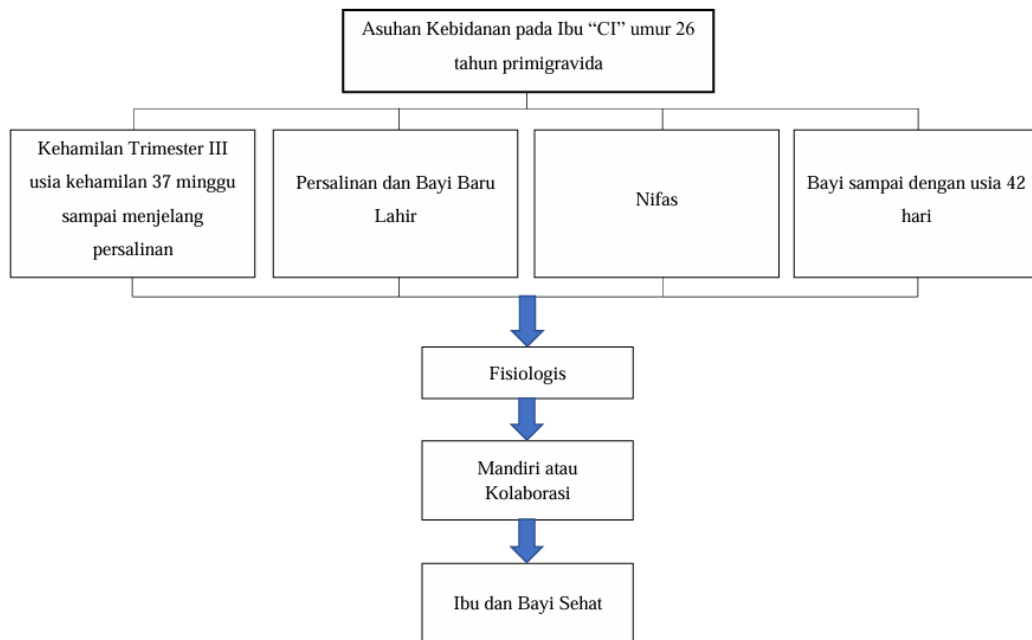 Asuhan Kebidanan pada Ibu “CI” umur 26
tahun primigravida
Kehamilan Trimester III
usia kehamilan 37 minggu
sampai menjelang
persalinan
Persalinan dan Bayi Baru
Lahir
Nifas
Bayi sampai dengan usia 42
hari
Fisiologis
Mandiri atau
Kolaborasi
Ibu dan Bayi Sehat